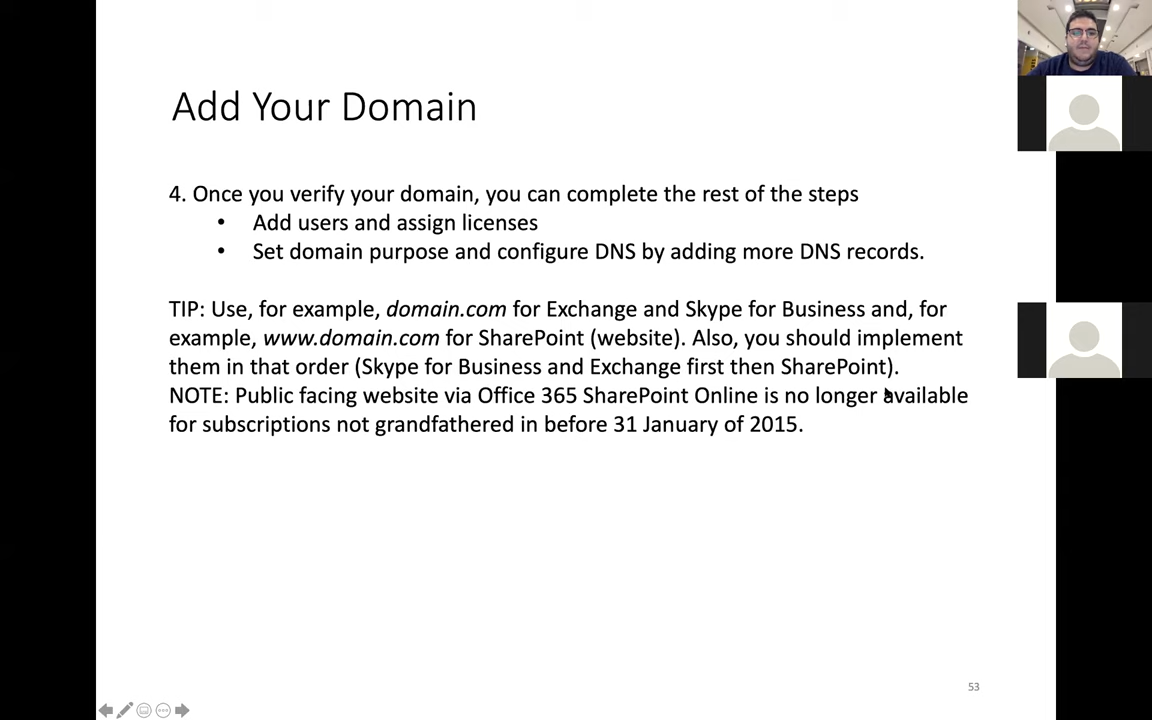 Add Your Domain
4. Once you verify your domain, you can complete the rest of the steps
• Add users and assign licenses
• Set domain purpose and configure DNS by adding more DNS records.
TIP: Use, for example, domain.com for Exchange and Skype for Business and, for
example, www.domain.com for SharePoint (website). Also, you should implement
them in that order (Skype for Business and Exchange first then SharePoint).
NOTE: Public facing website via Office 365 SharePoint Online is no longer available
for subscriptions not grandfathered in before 31 January of 2015.
53